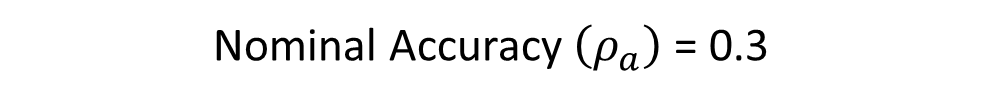 Nominal Accuracy (ρₐ) = 0.3